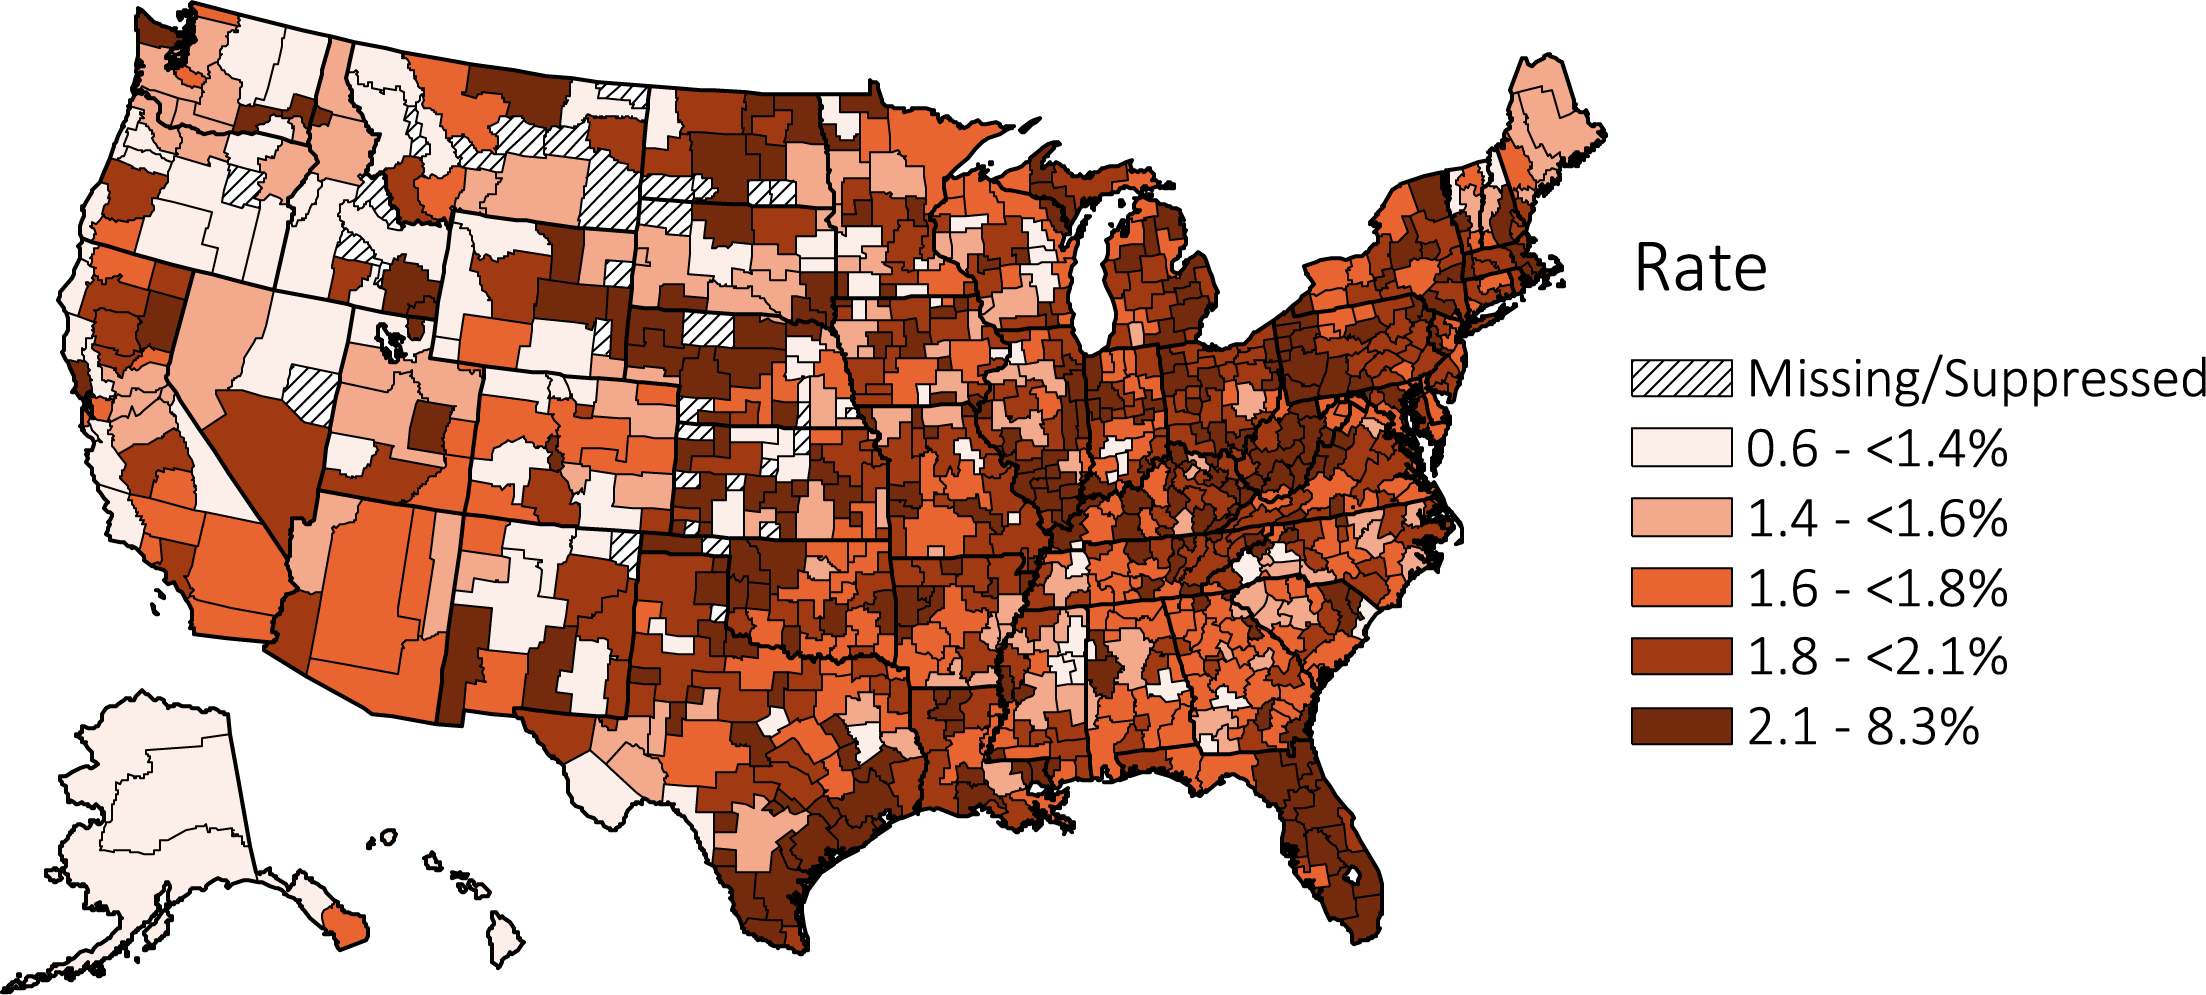 Rate
Missing/Suppressed
0.6 - <1.4%
1.4 - <1.6%
1.6 - <1.8%
1.8 - <2.1%
2.1 - 8.3%